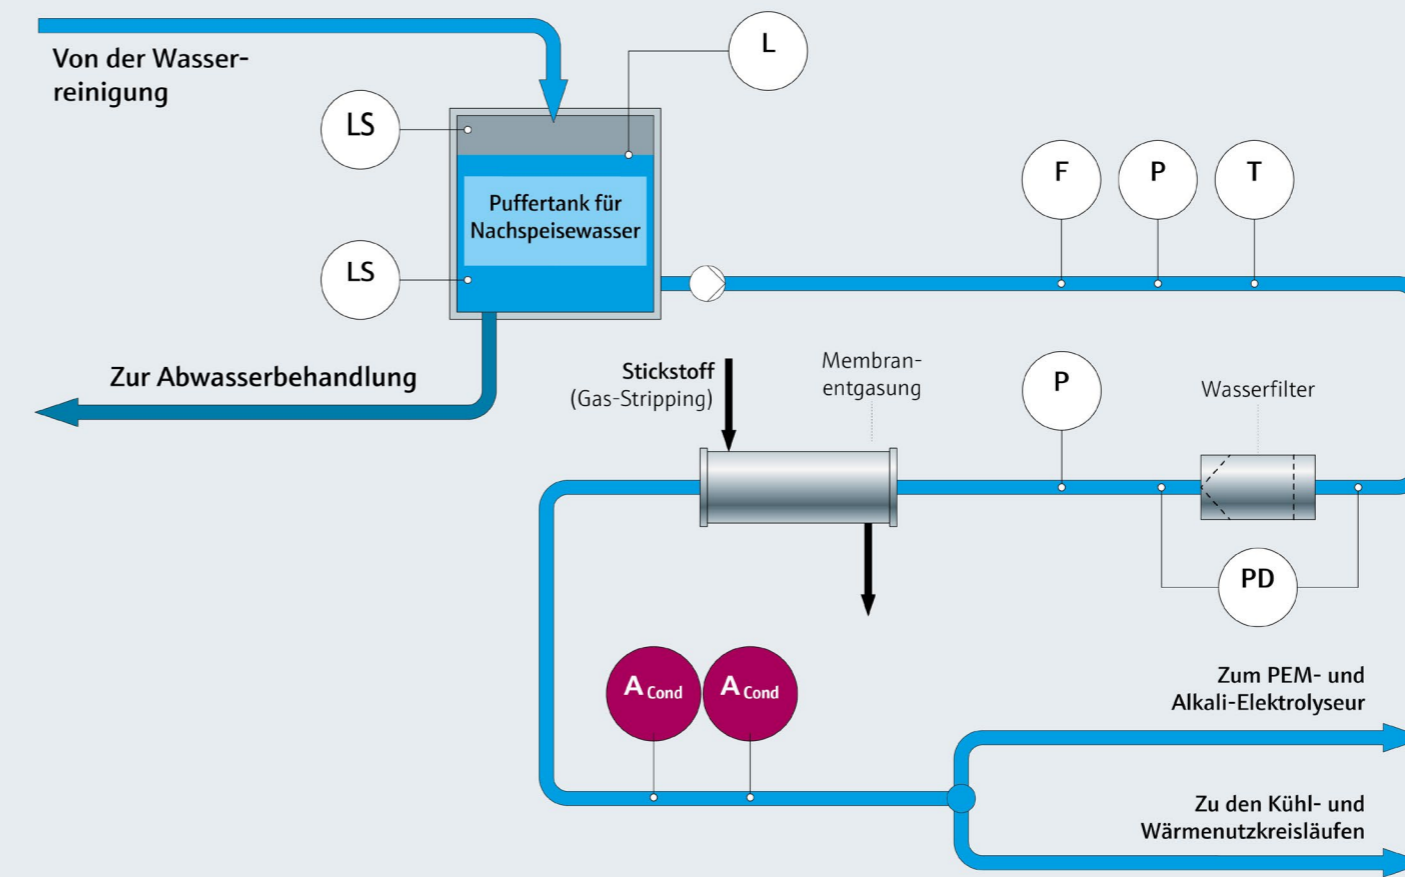 Von der Wasser-
reinigung
L
LS
Puffertank für
Nachspeisewasser
LS
F
P
T
Zur Abwasserbehandlung
Stickstoff
(Gas-Stripping)
Membran-
entgasung
P
Wasserfilter
PD
A Cond
A Cond
Zum PEM- und
Alkali-Elektrolyseur
Zu den Kühl- und
Wärmenutzkreisläufen